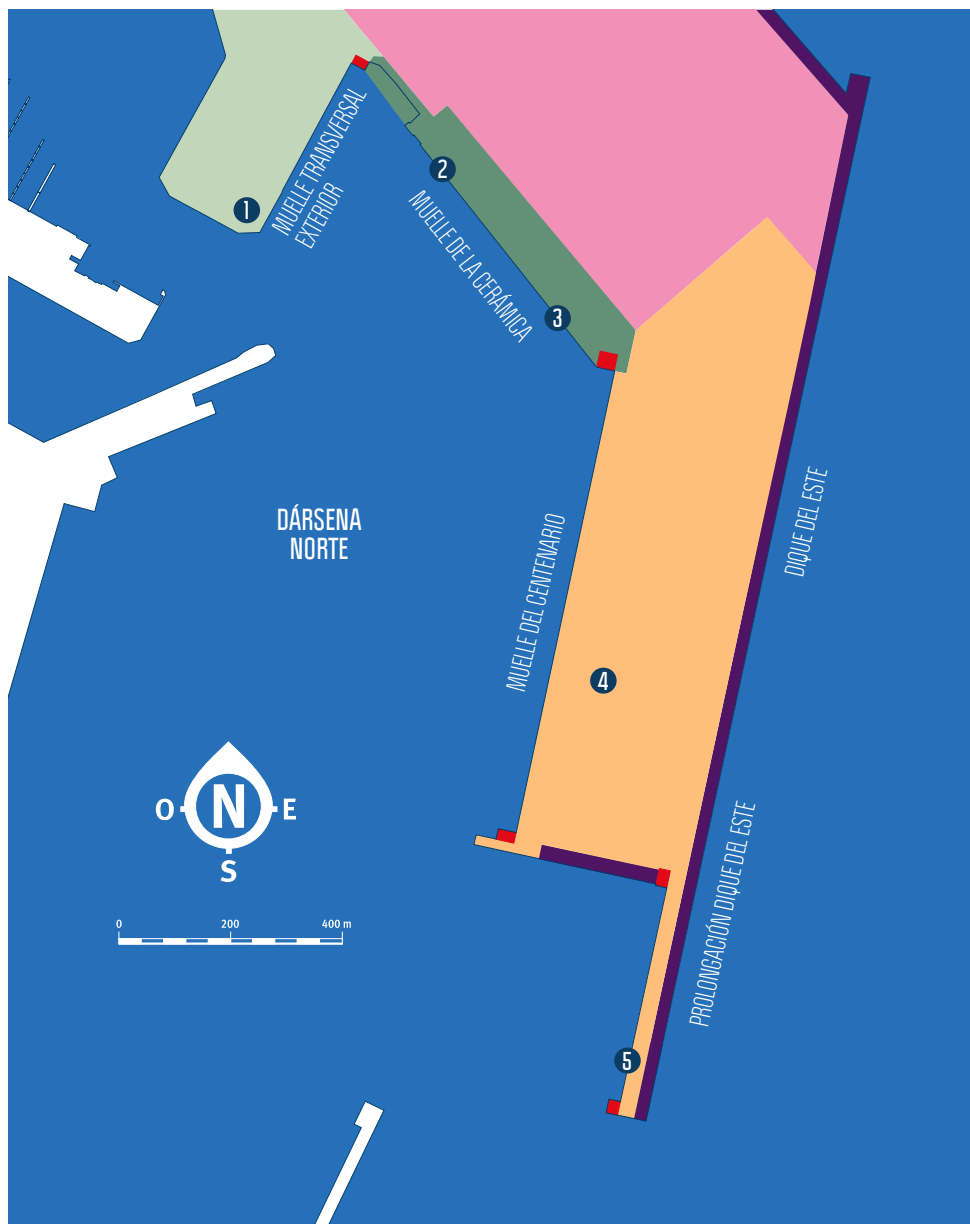 1
MUELLE TRANSVERSAL
EXTERIOR
2
MUELLE DE LA CERÁMICA
3
DÁRSENA
NORTE
MUELLE DEL CENTENARIO
DIQUE DEL ESTE
4
O N E
S
0 200 400 m
PROLONGACIÓN DIQUE DEL ESTE
5